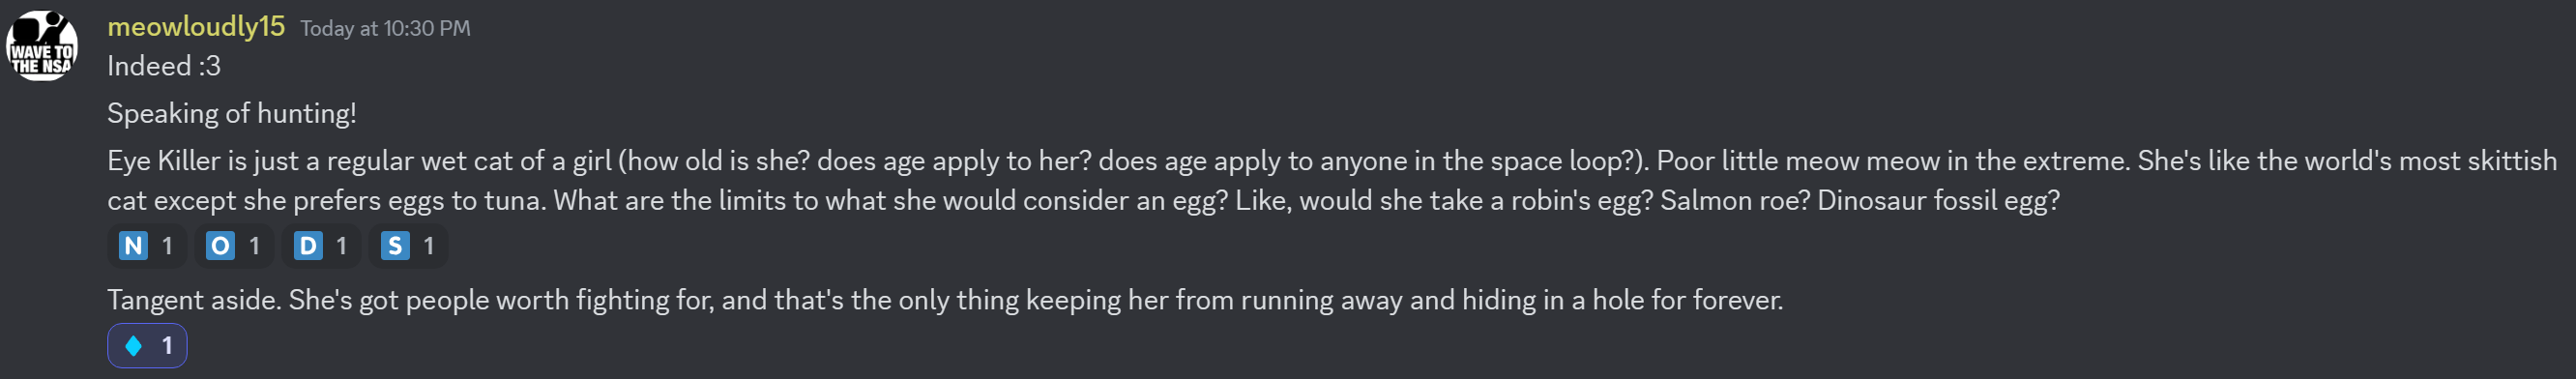 WAVE TO
THE NSA
meowloudly15 Today at 10:30 PM
Indeed :3
Speaking of hunting!
Eye Killer is just a regular wet cat of a girl (how old is she? does age apply to her? does age apply to anyone in the space loop?). Poor little meow meow in the extreme. She's like the world's most skittish
cat except she prefers eggs to tuna. What are the limits to what she would consider an egg? Like, would she take a robin's egg? Salmon roe? Dinosaur fossil egg?
N 1 O 1 D 1 S 1
Tangent aside. She's got people worth fighting for, and that's the only thing keeping her from running away and hiding in a hole for forever.
1